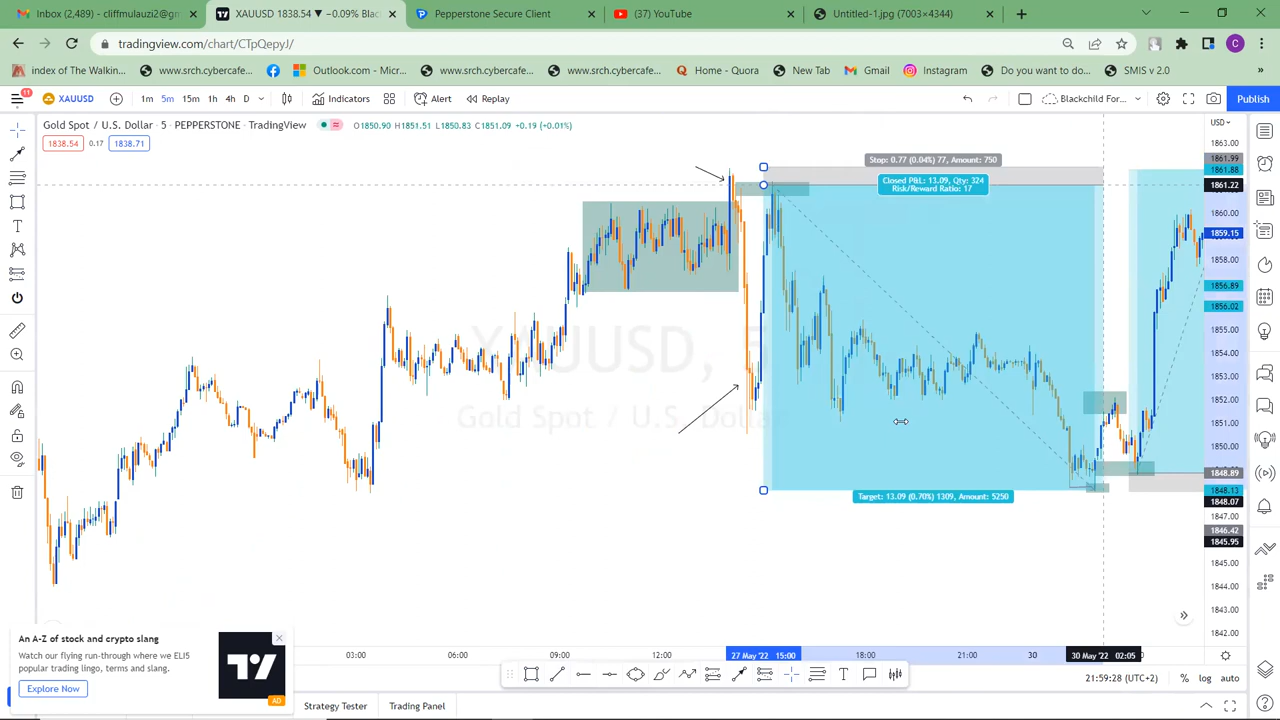 Inbox (2,489) - cliffmulauzi2@gm
XAUUSD 1838.54 ▼ −0.09% Blac
Pepperstone Secure Client
(37) YouTube
Untitled-1.jpg (7003×4344)
tradingview.com/chart/CTpQepyJ/
C
index of The Walkin...
www.srch.cybercafe...
Outlook.com - Micr...
www.srch.cybercafe...
www.srch.cybercafe...
Home - Quora
New Tab
Gmail
Instagram
Do you want to do...
SMIS v 2.0
»
11
XAUUSD
1m
5m
15m
1h
4h
D
Indicators
Alert
Replay
Blackchild For...
Publish
Gold Spot / U.S. Dollar · 5 · PEPPERSTONE · TradingView
O1850.90 H1851.51 L1850.83 C1851.09 +0.19 (+0.01%)
1838.54
0.17
1838.71
USD
Stop: 0.77 (0.04%) 77, Amount: 750
Closed P&L: 13.09, Qty: 324
Risk/Reward Ratio: 17
Target: 13.09 (0.70%) 1309, Amount: 5250
XAUUSD, 5
Gold Spot / U.S. Dollar
1863.00
1861.99
1861.88
1861.22
1860.00
1859.15
1858.00
1856.89
1856.02
1855.00
1854.00
1853.00
1852.00
1851.00
1850.00
1848.89
1848.13
1848.07
1847.00
1846.42
1845.95
1845.00
1844.00
1843.00
1842.00
An A-Z of stock and crypto slang
Watch our flying run-through where we ELI5
popular trading lingo, terms and slang.
Explore Now
AD
03:00
06:00
09:00
12:00
27 May '22 15:00
18:00
21:00
30
30 May '22 02:05
21:59:28 (UTC+2)
%
log
auto
Strategy Tester
Trading Panel